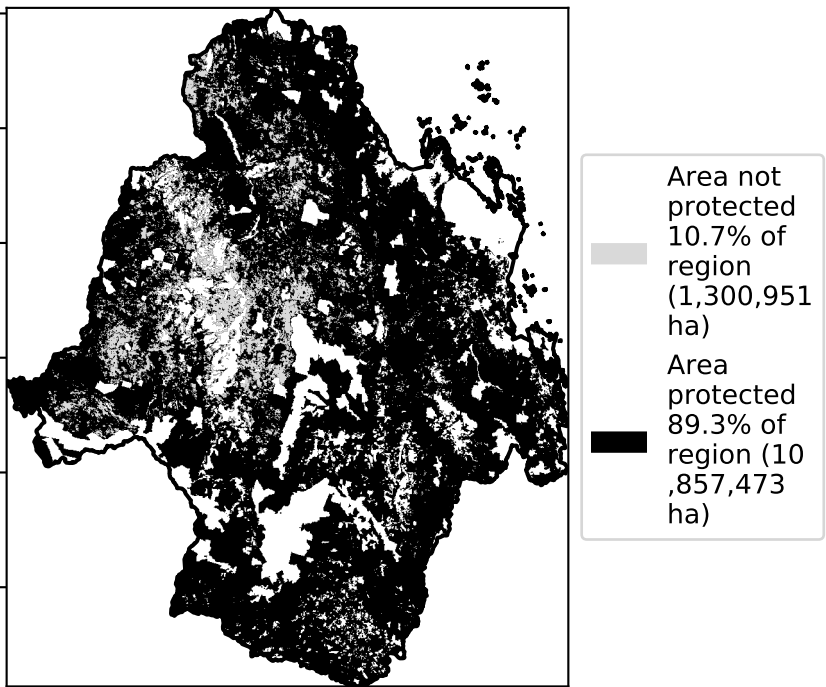 Area not
protected
10.7% of
region
(1,300,951
ha)
Area
protected
89.3% of
region (10
,857,473
ha)